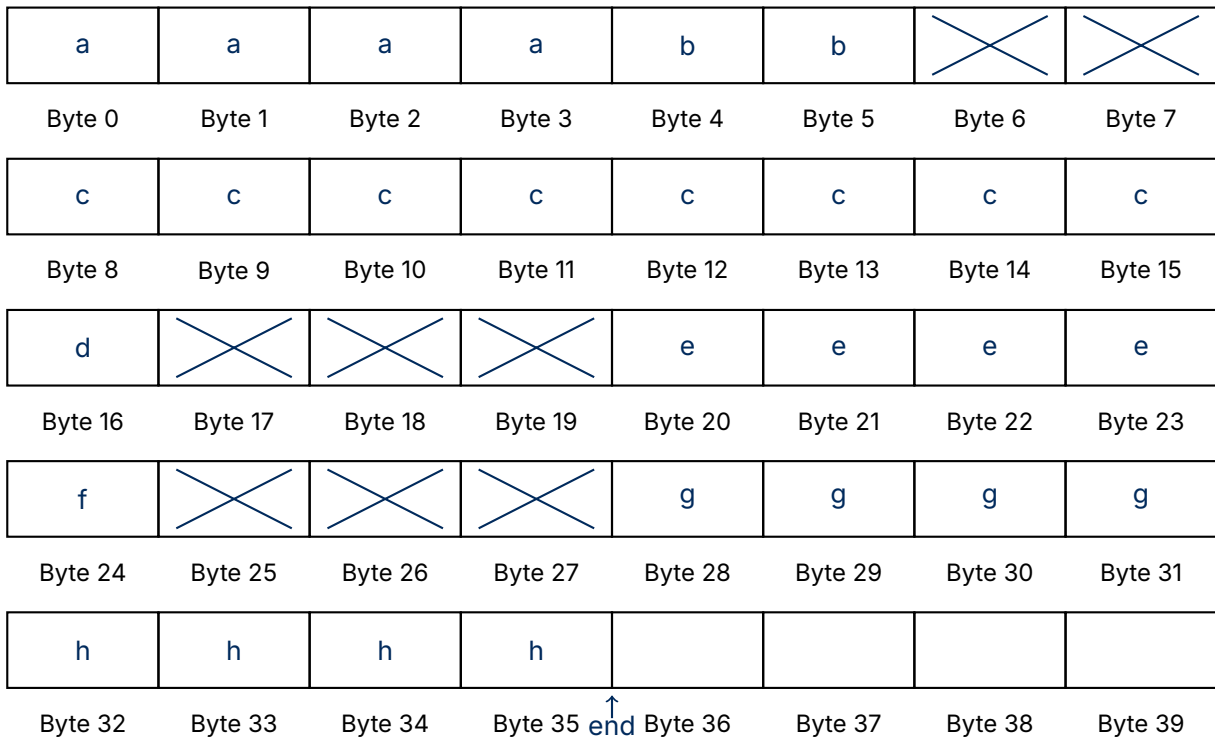 a a a a b b
Byte 0 Byte 1 Byte 2 Byte 3 Byte 4 Byte 5 Byte 6 Byte 7
c c c c c c c c
Byte 8 Byte 9 Byte 10 Byte 11 Byte 12 Byte 13 Byte 14 Byte 15
d e e e e
Byte 16 Byte 17 Byte 18 Byte 19 Byte 20 Byte 21 Byte 22 Byte 23
f g g g g
Byte 24 Byte 25 Byte 26 Byte 27 Byte 28 Byte 29 Byte 30 Byte 31
h h h h
Byte 32 Byte 33 Byte 34 Byte 35 end Byte 36 Byte 37 Byte 38 Byte 39